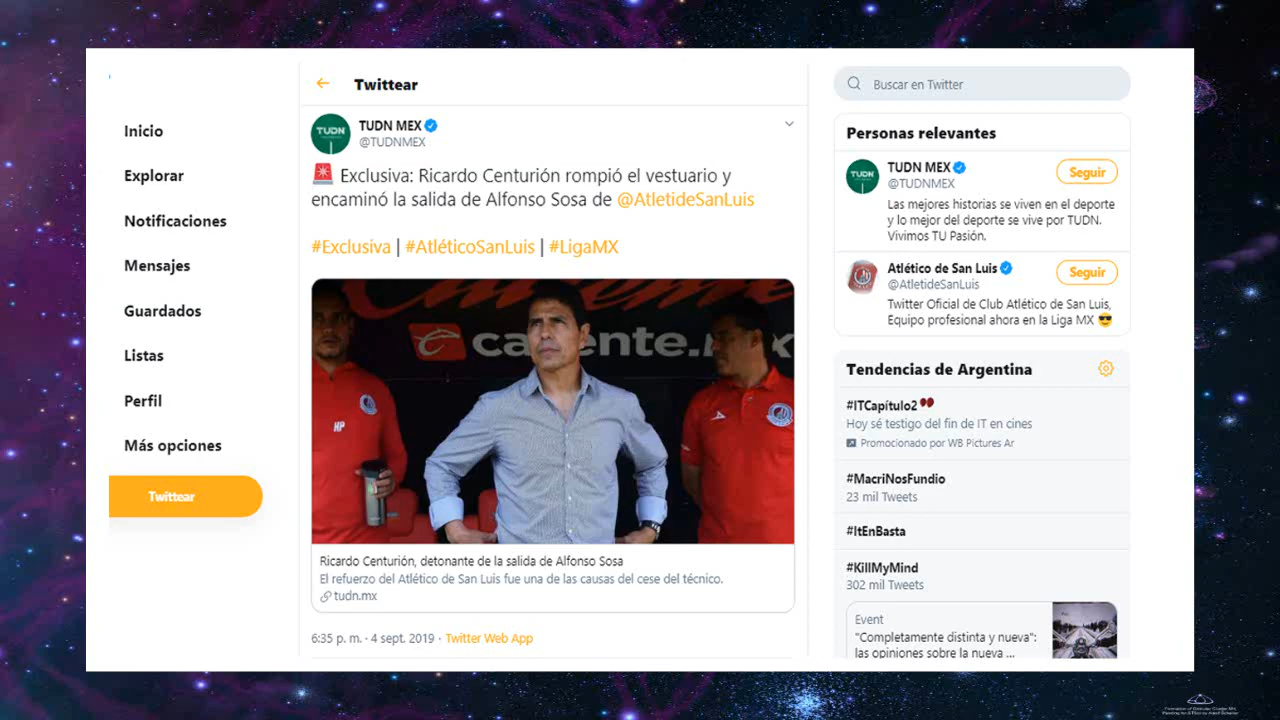 Inicio
Explorar
Notificaciones
Mensajes
Guardados
Listas
Perfil
Más opciones
Twittear
Twittear
TUDN
TUDN MEX
@TUDNMEX
Exclusiva: Ricardo Centurión rompió el vestuario y
encaminó la salida de Alfonso Sosa de @AtletideSanLuis
#Exclusiva | #AtléticoSanLuis | #LigaMX
Caliente
caliente.mx
HP
Ricardo Centurión, detonante de la salida de Alfonso Sosa
El refuerzo del Atlético de San Luis fue una de las causas del cese del técnico.
tudn.mx
6:35 p. m. · 4 sept. 2019 · Twitter Web App
Buscar en Twitter
Personas relevantes
TUDN
TUDN MEX
@TUDNMEX
Seguir
Las mejores historias se viven en el deporte
y lo mejor del deporte se vive por TUDN.
Vivimos TU Pasión.
Atlético de San Luis
@AtletideSanLuis
Seguir
Twitter Oficial de Club Atlético de San Luis,
Equipo profesional ahora en la Liga MX
Tendencias de Argentina
#ITCapítulo2
Hoy sé testigo del fin de IT en cines
Promocionado por WB Pictures Ar
#MacriNosFundio
23 mil Tweets
#ItEnBasta
#KillMyMind
302 mil Tweets
Event
"Completamente distinta y nueva":
las opiniones sobre la nueva ...